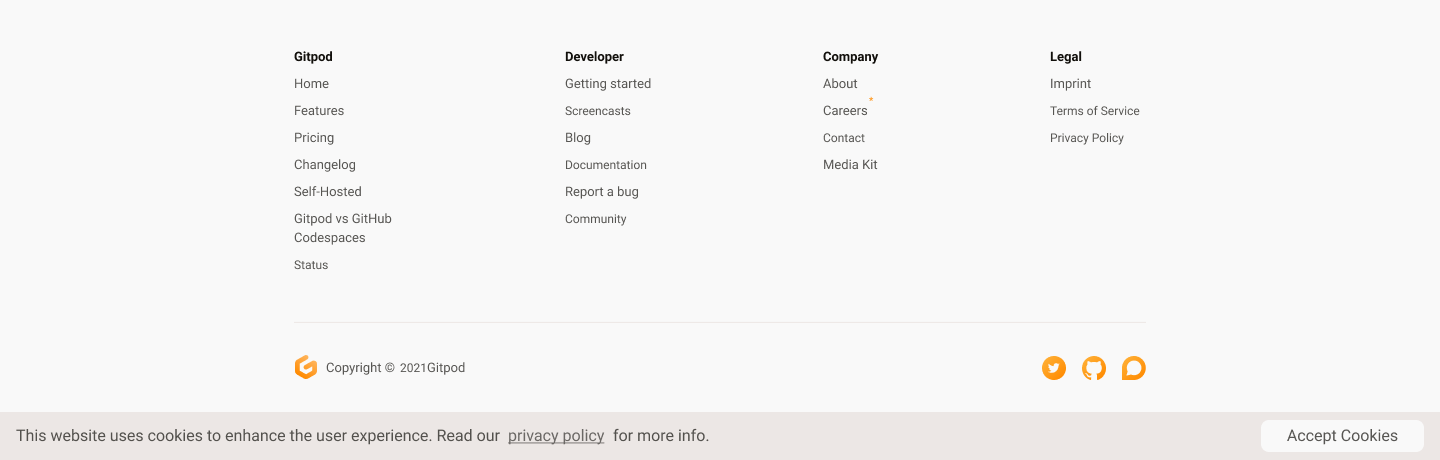 Gitpod
Home
Features
Pricing
Changelog
Self-Hosted
Gitpod vs GitHub
Codespaces
Status
Developer
Getting started
Screencasts
Blog
Documentation
Report a bug
Community
Company
About
Careers
Contact
Media Kit
Legal
Imprint
Terms of Service
Privacy Policy
Copyright © 2021Gitpod
This website uses cookies to enhance the user experience. Read our privacy policy for more info.
Accept Cookies